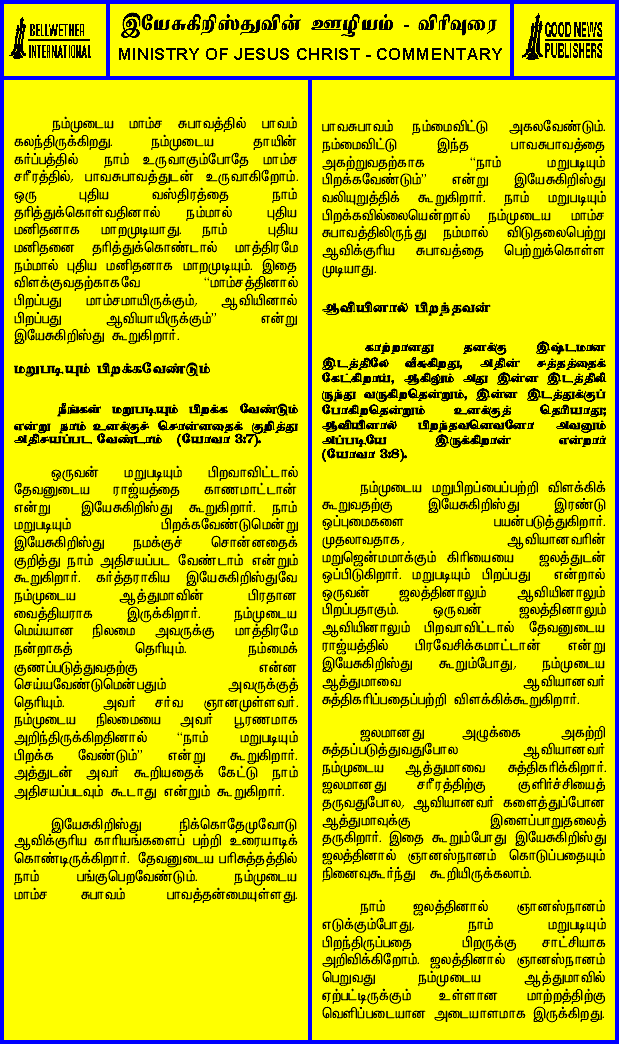 BELLWETHER
INTERNATIONAL
இயேசுகிறிஸ்துவின் ஊழியம் - விரிவுரை
MINISTRY OF JESUS CHRIST - COMMENTARY
GOOD NEWS
PUBLISHERS
நம்முடைய மாம்ச சுபாவத்தில் பாவம்
கலந்திருக்கிறது. நம்முடைய தாயின்
கர்ப்பத்தில் நாம் உருவாகும்போதே மாம்ச
சரீரத்தில், பாவசுபாவத்துடன் உருவாகிறோம்.
ஒரு புதிய வஸ்திரத்தை நாம்
தரித்துக்கொள்வதினால் நம்மால் புதிய
மனிதனாக மாறமுடியாது. நாம் புதிய
மனிதனை தரித்துக்கொண்டால் மாத்திரமே
நம்மால் புதிய மனிதனாக மாறமுடியும். இதை
விளக்குவதற்காகவே “மாம்சத்தினால்
பிறப்பது மாம்சமாயிருக்கும், ஆவியினால்
பிறப்பது ஆவியாயிருக்கும்” என்று
இயேசுகிறிஸ்து கூறுகிறார்.
மறுபடியும் பிறக்கவேண்டும்
நீங்கள் மறுபடியும் பிறக்க வேண்டும்
என்று நாம் உனக்குச் சொன்னதைக் குறித்து
அதிசயப்பட வேண்டாம் (யோவா 3:7).
ஒருவன் மறுபடியும் பிறவாவிட்டால்
தேவனுடைய ராஜ்யத்தை காணமாட்டான்
என்று இயேசுகிறிஸ்து கூறுகிறார். நாம்
மறுபடியும் பிறக்கவேண்டுமென்று
இயேசுகிறிஸ்து நமக்குச் சொன்னதைக்
குறித்து நாம் அதிசயப்பட வேண்டாம் என்றும்
கூறுகிறார். கர்த்தராகிய இயேசுகிறிஸ்துவே
நம்முடைய ஆத்துமாவின் பிரதான
வைத்தியராக இருக்கிறார். நம்முடைய
மெய்யான நிலமை அவருக்கு மாத்திரமே
நன்றாகத் தெரியும். நம்மைக்
குணப்படுத்துவதற்கு என்ன
செய்யவேண்டுமென்பதும் அவருக்குத்
தெரியும். அவர் சர்வ ஞானமுள்ளவர்.
நம்முடைய நிலமையை அவர் பூரணமாக
அறிந்திருக்கிறதினால் “நாம் மறுபடியும்
பிறக்க வேண்டும்” என்று கூறுகிறார்.
அத்துடன் அவர் கூறியதைக் கேட்டு நாம்
அதிசயப்படவும் கூடாது என்றும் கூறுகிறார்.
இயேசுகிறிஸ்து நிக்கொதேமுவோடு
ஆவிக்குரிய காரியங்களைப் பற்றி உரையாடிக்
கொண்டிருக்கிறார். தேவனுடைய பரிசுத்தத்தில்
நாம் பங்குபெறவேண்டும். நம்முடைய
மாம்ச சுபாவம் பாவத்தன்மையுள்ளது.
பாவசுபாவம் நம்மைவிட்டு அகலவேண்டும்.
நம்மைவிட்டு இந்த பாவசுபாவத்தை
அகற்றுவதற்காக “நாம் மறுபடியும்
பிறக்கவேண்டும்” என்று இயேசுகிறிஸ்து
வலியுறுத்திக் கூறுகிறார். நாம் மறுபடியும்
பிறக்கவில்லையென்றால் நம்முடைய மாம்ச
சுபாவத்திலிருந்து நம்மால் விடுதலைபெற்று
ஆவிக்குரிய சுபாவத்தை பெற்றுக்கொள்ள
முடியாது.
ஆவியினால் பிறந்தவன்
காற்றானது தனக்கு இஷ்டமான
இடத்திலே வீசுகிறது, அதின் சத்தத்தைக்
கேட்கிறாய், ஆகிலும் அது இன்ன இடத்திலி
ருந்து வருகிறதென்றும், இன்ன இடத்துக்குப்
போகிறதென்றும் உனக்குத் தெரியாது;
ஆவியினால் பிறந்தவனெவனோ அவனும்
அப்படியே இருக்கிறான் என்றார்
(யோவா 3:8).
நம்முடைய மறுபிறப்பைப்பற்றி விளக்கிக்
கூறுவதற்கு இயேசுகிறிஸ்து இரண்டு
ஒப்புமைகளை பயன்படுத்துகிறார்.
முதலாவதாக, ஆவியானவரின்
மறுஜென்மமாக்கும் கிரியையை ஜலத்துடன்
ஒப்பிடுகிறார். மறுபடியும் பிறப்பது என்றால்
ஒருவன் ஜலத்தினாலும் ஆவியினாலும்
பிறப்பதாகும். ஒருவன் ஜலத்தினாலும்
ஆவியினாலும் பிறவாவிட்டால் தேவனுடைய
ராஜ்யத்தில் பிரவேசிக்கமாட்டான் என்று
இயேசுகிறிஸ்து கூறும்போது, நம்முடைய
ஆத்துமாவை ஆவியானவர்
சுத்திகரிப்பதைப்பற்றி விளக்கிக்கூறுகிறார்.
ஜலமானது அழுக்கை அகற்றி
சுத்தப்படுத்துவதுபோல ஆவியானவர்
நம்முடைய ஆத்துமாவை சுத்திகரிக்கிறார்.
ஜலமானது சரீரத்திற்கு குளிர்ச்சியைத்
தருவதுபோல, ஆவியானவர் களைத்துப்போன
ஆத்துமாவுக்கு இளைப்பாறுதலைத்
தருகிறார். இதை கூறும்போது இயேசுகிறிஸ்து
ஜலத்தினால் ஞானஸ்நானம் கொடுப்பதையும்
நினைவுகூர்ந்து கூறியிருக்கலாம்.
நாம் ஜலத்தினால் ஞானஸ்நானம்
எடுக்கும்போது, நாம் மறுபடியும்
பிறந்திருப்பதை பிறருக்கு சாட்சியாக
அறிவிக்கிறோம். ஜலத்தினால் ஞானஸ்நானம்
பெறுவது நம்முடைய ஆத்துமாவில்
ஏற்பட்டிருக்கும் உள்ளான மாற்றத்திற்கு
வெளிப்படையான அடையாளமாக இருக்கிறது.